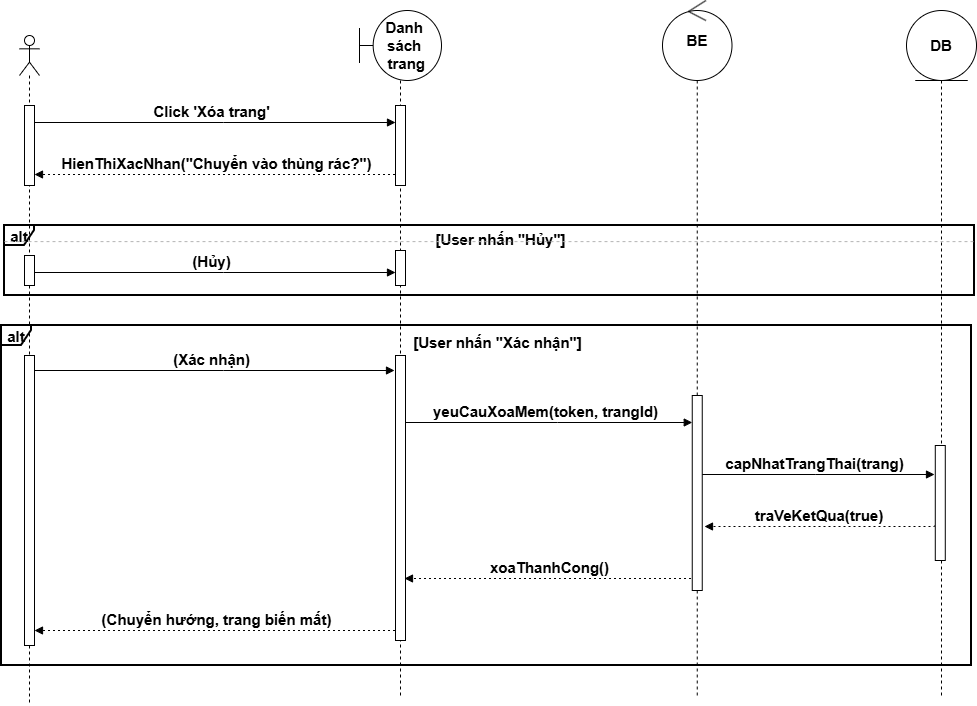 Danh
sách
trang
BE
DB
Click 'Xóa trang'
HienThiXacNhan("Chuyển vào thùng rác?")
alt
[User nhấn "Hủy"]
(Hủy)
alt
[User nhấn "Xác nhận"]
(Xác nhận)
yeuCauXoaMem(token, trangId)
capNhatTrangThai(trang)
traVeKetQua(true)
xoaThanhCong()
(Chuyển hướng, trang biến mất)